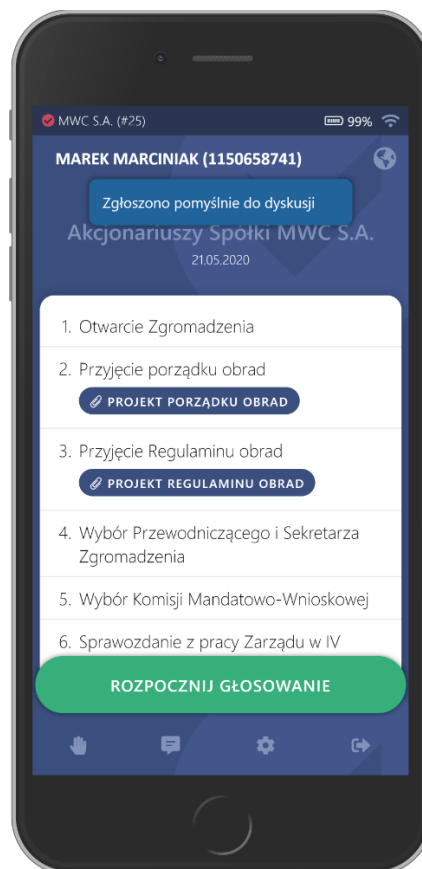 MWC S.A. (#25) 99%
MAREK MARCINIAK (1150658741)
Zgłoszono pomyślnie do dyskusji
Akcjonariuszy Spółki MWC S.A.
21.05.2020
1. Otwarcie Zgromadzenia
2. Przyjęcie porządku obrad
PROJEKT PORZĄDKU OBRAD
3. Przyjęcie Regulaminu obrad
PROJEKT REGULAMINU OBRAD
4. Wybór Przewodniczącego i Sekretarza
Zgromadzenia
5. Wybór Komisji Mandatowo-Wnioskowej
6. Sprawozdanie z pracy Zarządu w IV
ROZPOCZNIJ GŁOSOWANIE